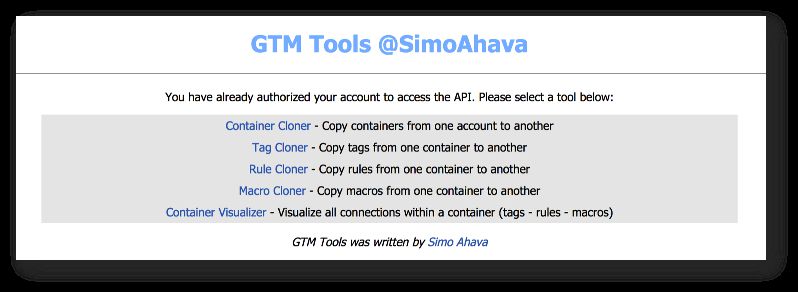 GTM Tools @SimoAhava
You have already authorized your account to access the API. Please select a tool below:
Container Cloner - Copy containers from one account to another
Tag Cloner - Copy tags from one container to another
Rule Cloner - Copy rules from one container to another
Macro Cloner - Copy macros from one container to another
Container Visualizer - Visualize all connections within a container (tags - rules - macros)
GTM Tools was written by Simo Ahava